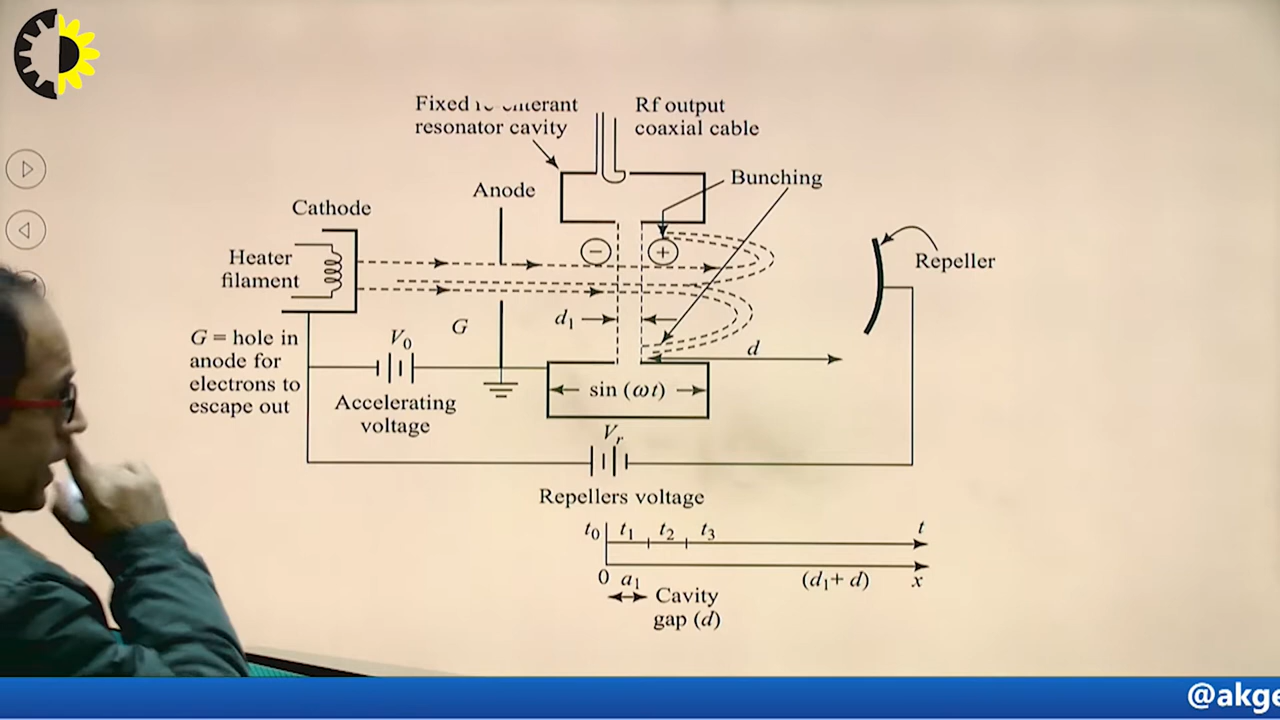 Fixed
resonator cavity
Rf output
coaxial cable
Bunching
Anode
Cathode
Heater
filament
Repeller
− +
G = hole in
anode for
electrons to
escape out
G
d₁
V₀
d
sin (ωt)
Accelerating
voltage
Vᵣ
Repellers voltage
t₀ t₁ t₂ t₃ t
0 a₁ (d₁+ d) x
Cavity
gap (d)
@akge